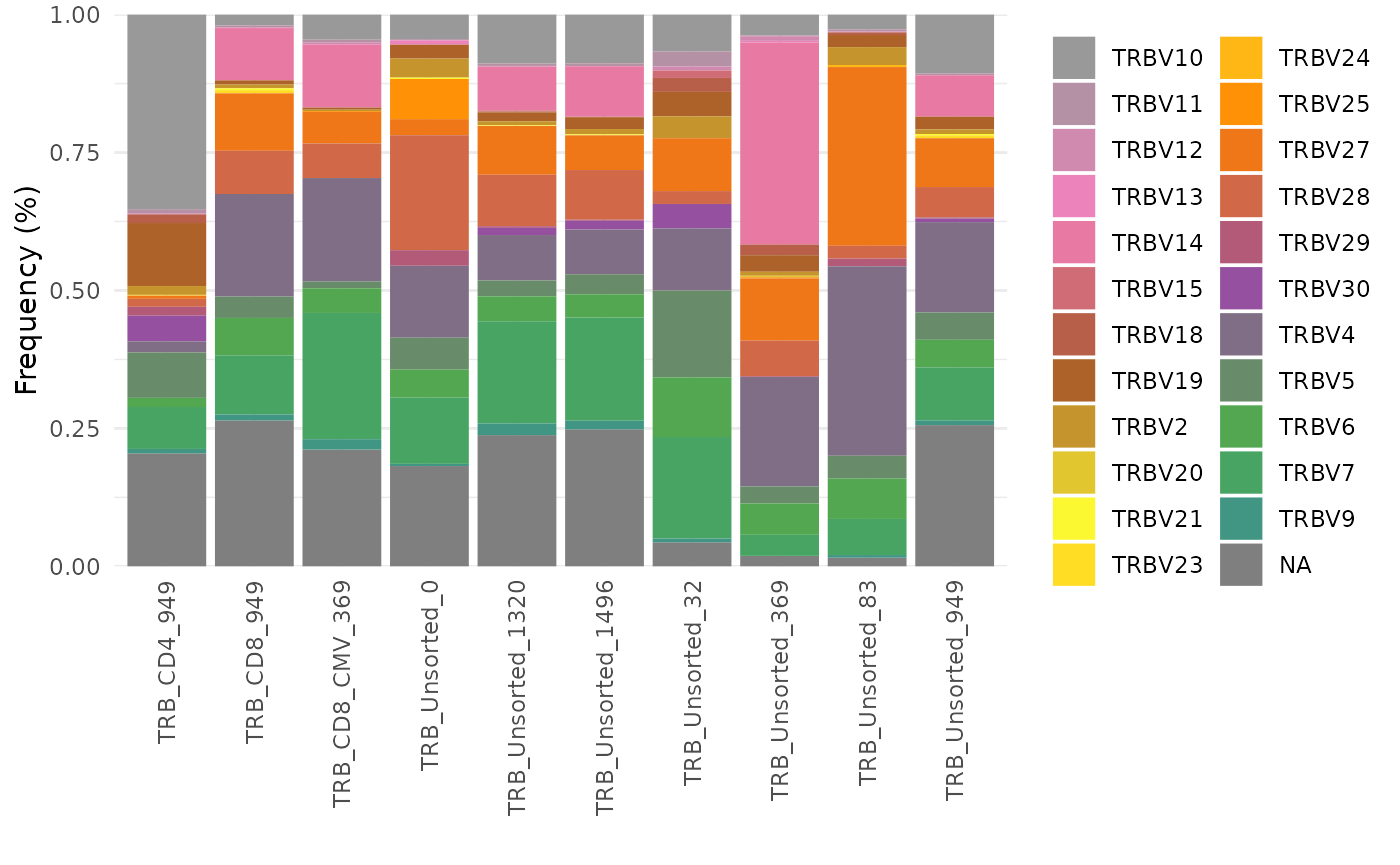 1.00
0.75
0.50
0.25
0.00
Frequency (%)
TRB_CD4_949
TRB_CD8_949
TRB_CD8_CMV_369
TRB_Unsorted_0
TRB_Unsorted_1320
TRB_Unsorted_1496
TRB_Unsorted_32
TRB_Unsorted_369
TRB_Unsorted_83
TRB_Unsorted_949
TRBV10
TRBV11
TRBV12
TRBV13
TRBV14
TRBV15
TRBV18
TRBV19
TRBV2
TRBV20
TRBV21
TRBV23
TRBV24
TRBV25
TRBV27
TRBV28
TRBV29
TRBV30
TRBV4
TRBV5
TRBV6
TRBV7
TRBV9
NA